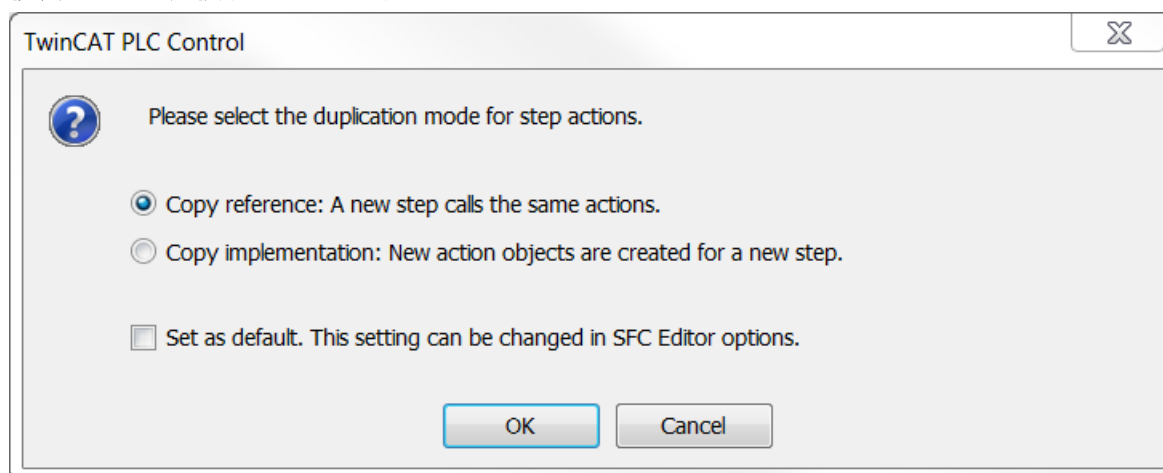 TwinCAT PLC Control
Please select the duplication mode for step actions.
Copy reference: A new step calls the same actions.
Copy implementation: New action objects are created for a new step.
Set as default. This setting can be changed in SFC Editor options.
OK
Cancel